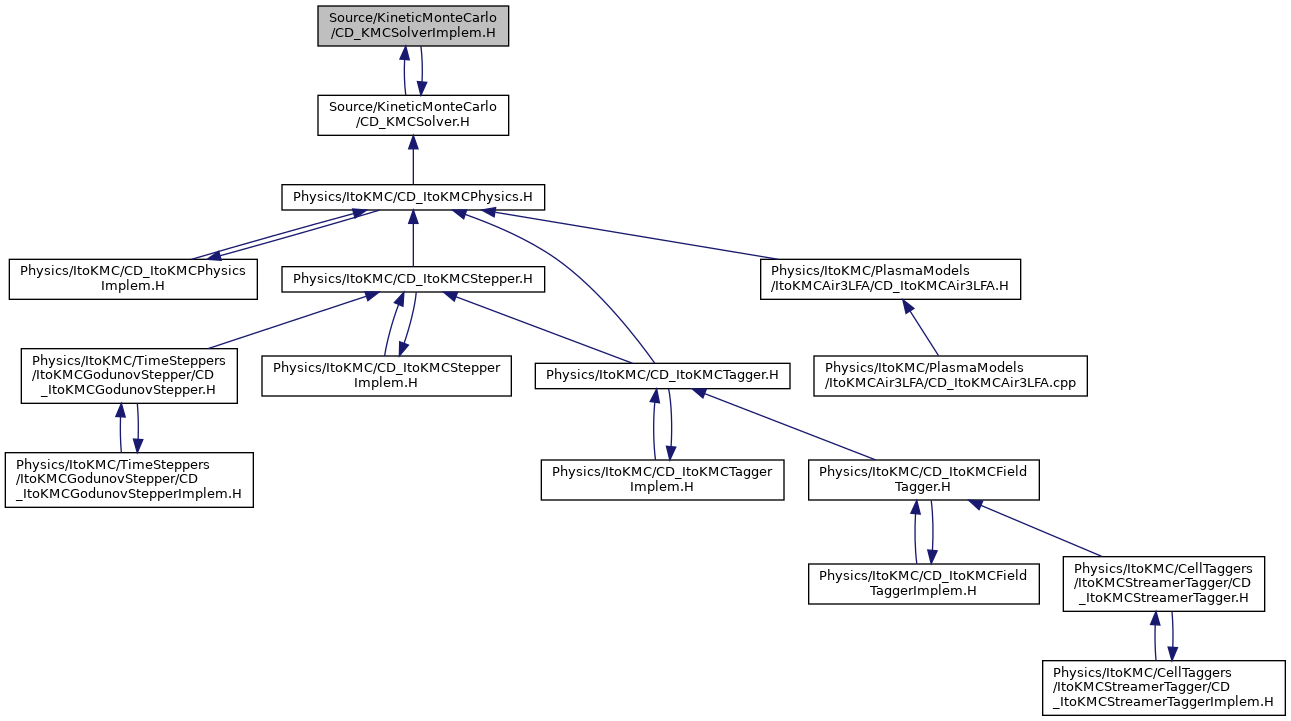 Source/KineticMonteCarlo
/CD_KMCSolverImplem.H
Source/KineticMonteCarlo
/CD_KMCSolver.H
Physics/ItoKMC/CD_ItoKMCPhysics.H
Physics/ItoKMC/CD_ItoKMCPhysics
Implem.H
Physics/ItoKMC/CD_ItoKMCStepper.H
Physics/ItoKMC/PlasmaModels
/ItoKMCAir3LFA/CD_ItoKMCAir3LFA.H
Physics/ItoKMC/TimeSteppers
/ItoKMCGodunovStepper/CD
_ItoKMCGodunovStepper.H
Physics/ItoKMC/CD_ItoKMCStepper
Implem.H
Physics/ItoKMC/CD_ItoKMCTagger.H
Physics/ItoKMC/PlasmaModels
/ItoKMCAir3LFA/CD_ItoKMCAir3LFA.cpp
Physics/ItoKMC/TimeSteppers
/ItoKMCGodunovStepper/CD
_ItoKMCGodunovStepperImplem.H
Physics/ItoKMC/CD_ItoKMCTagger
Implem.H
Physics/ItoKMC/CD_ItoKMCField
Tagger.H
Physics/ItoKMC/CD_ItoKMCField
TaggerImplem.H
Physics/ItoKMC/CellTaggers
/ItoKMCStreamerTagger/CD
_ItoKMCStreamerTagger.H
Physics/ItoKMC/CellTaggers
/ItoKMCStreamerTagger/CD
_ItoKMCStreamerTaggerImplem.H